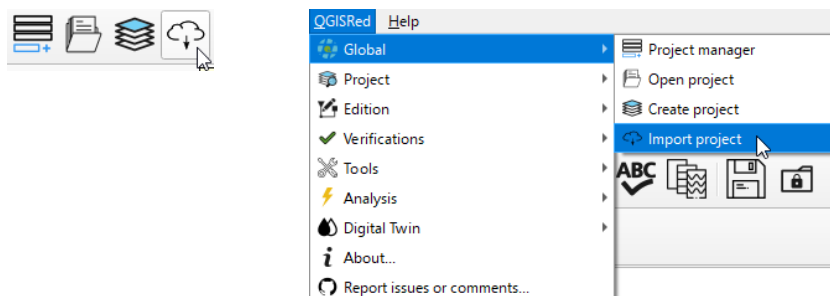 QGISRed Help
Global
Project
Edition
Verifications
Tools
Analysis
Digital Twin
About...
Report issues or comments...
Project manager
Open project
Create project
Import project
ABC